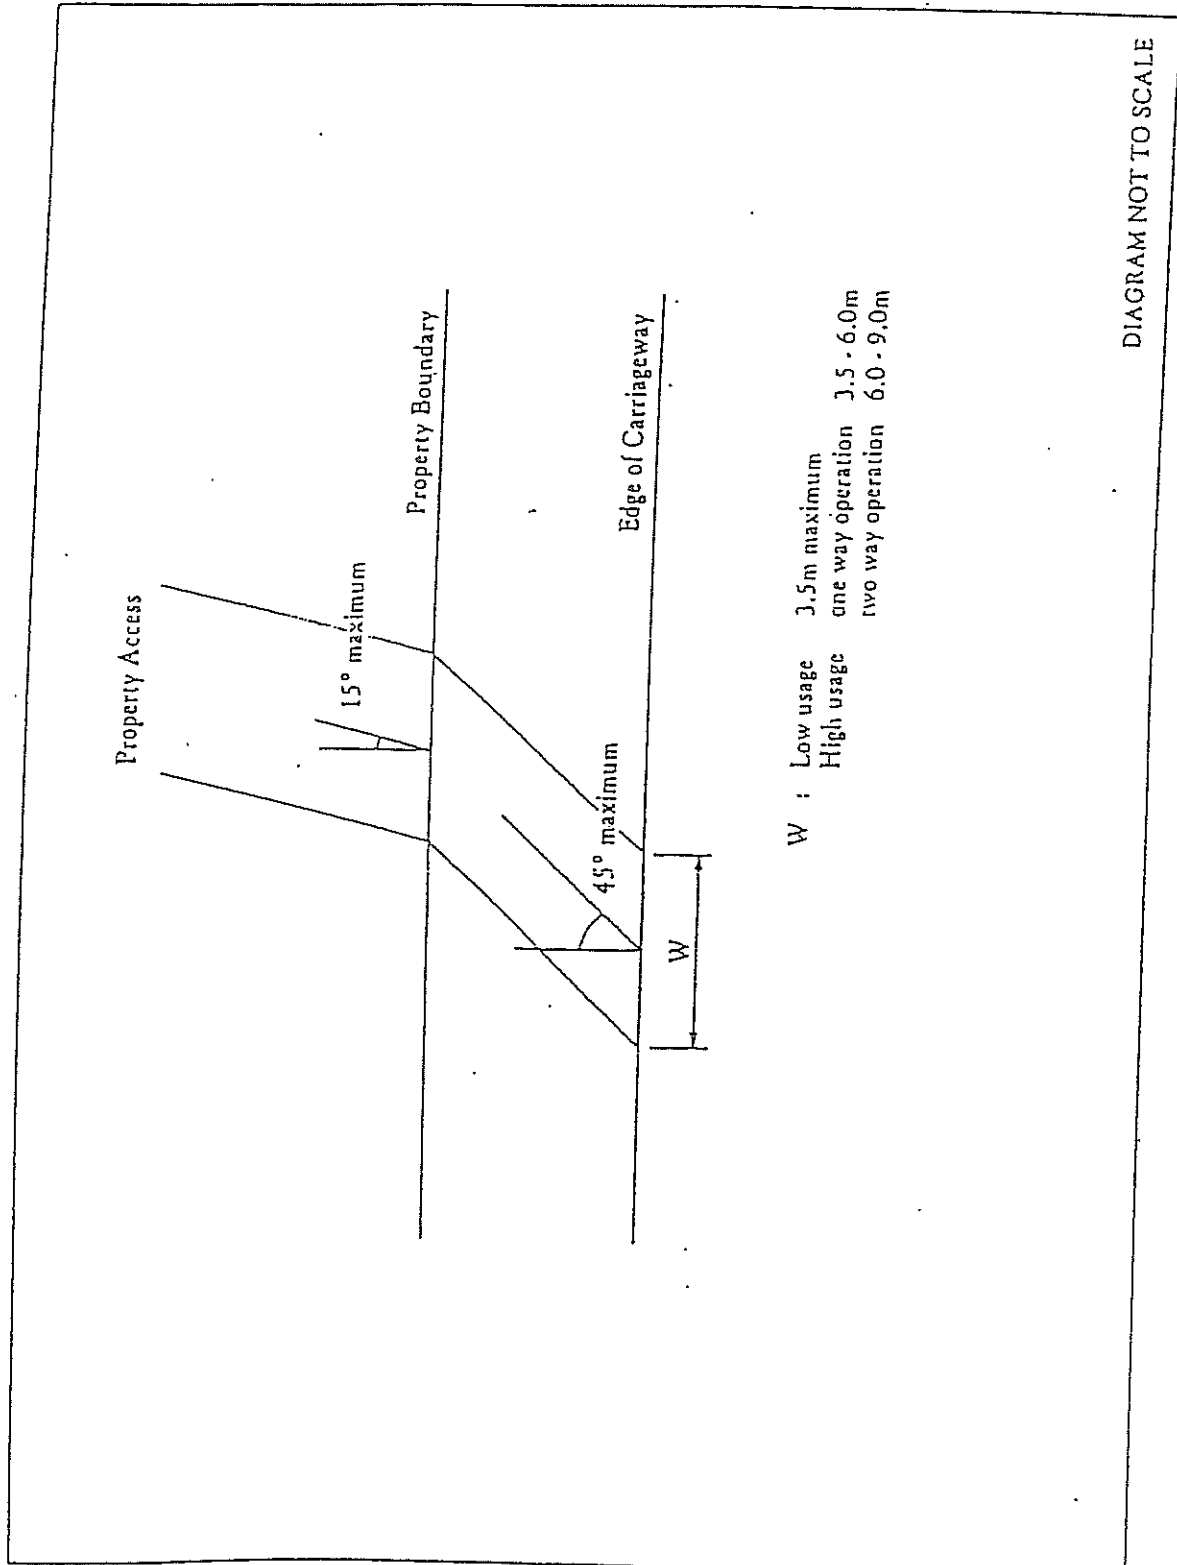 Property Access
15° maximum
Property Boundary
45° maximum
Edge of Carriageway
W
W : Low usage 3.5m maximum
High usage one way operation 3.5 - 6.0m
two way operation 6.0 - 9.0m
DIAGRAM NOT TO SCALE